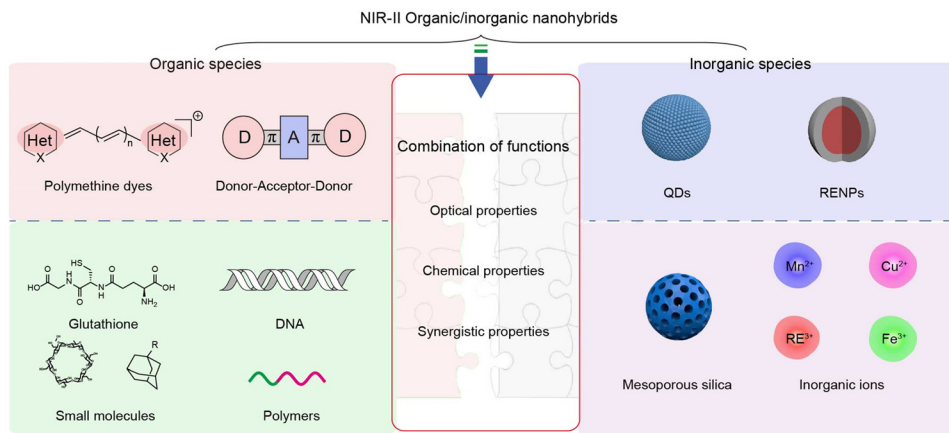 NIR-II Organic/inorganic nanohybrids
Organic species
Het
X
n
Het
X
+
Polymethine dyes
D π A π D
Donor-Acceptor-Donor
HS
O
HO
N
H
O
H
N
O
NH₂
O
OH
Glutathione
DNA
R
Small molecules
Polymers
Combination of functions
Optical properties
Chemical properties
Synergistic properties
Inorganic species
QDs
RENPs
Mn²⁺
Cu²⁺
RE³⁺
Fe³⁺
Mesoporous silica
Inorganic ions